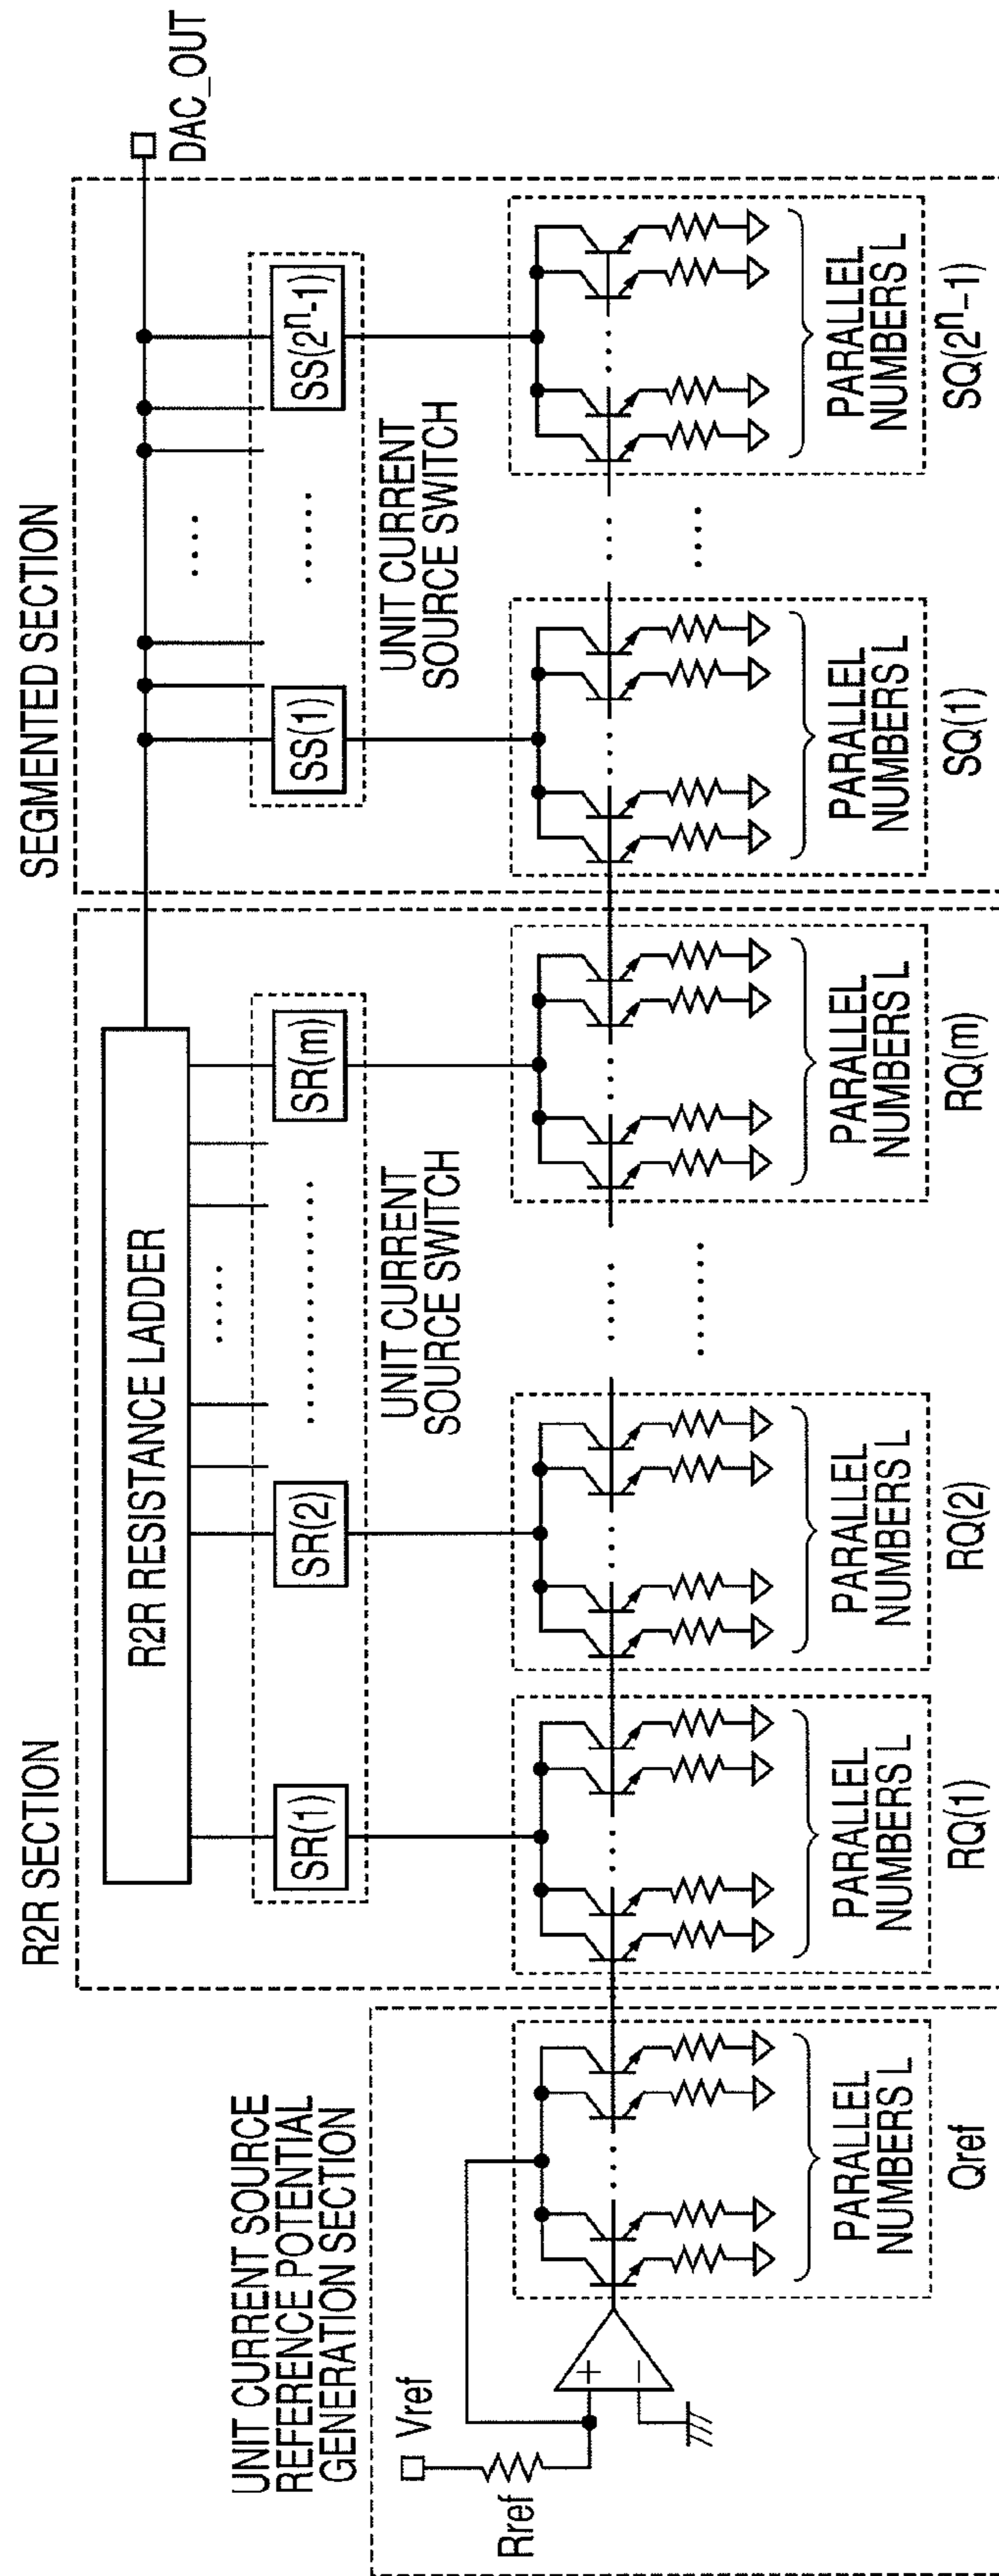 UNIT CURRENT SOURCE
REFERENCE POTENTIAL
GENERATION SECTION
Vref
Rref
+
−
PARALLEL
NUMBERS L
Qref
R2R SECTION
R2R RESISTANCE LADDER
SR(1)
SR(2)
SR(m)
UNIT CURRENT
SOURCE SWITCH
PARALLEL
NUMBERS L
RQ(1)
PARALLEL
NUMBERS L
RQ(2)
PARALLEL
NUMBERS L
RQ(m)
SEGMENTED SECTION
DAC_OUT
SS(1)
SS(2ⁿ-1)
UNIT CURRENT
SOURCE SWITCH
PARALLEL
NUMBERS L
SQ(1)
PARALLEL
NUMBERS L
SQ(2ⁿ−1)